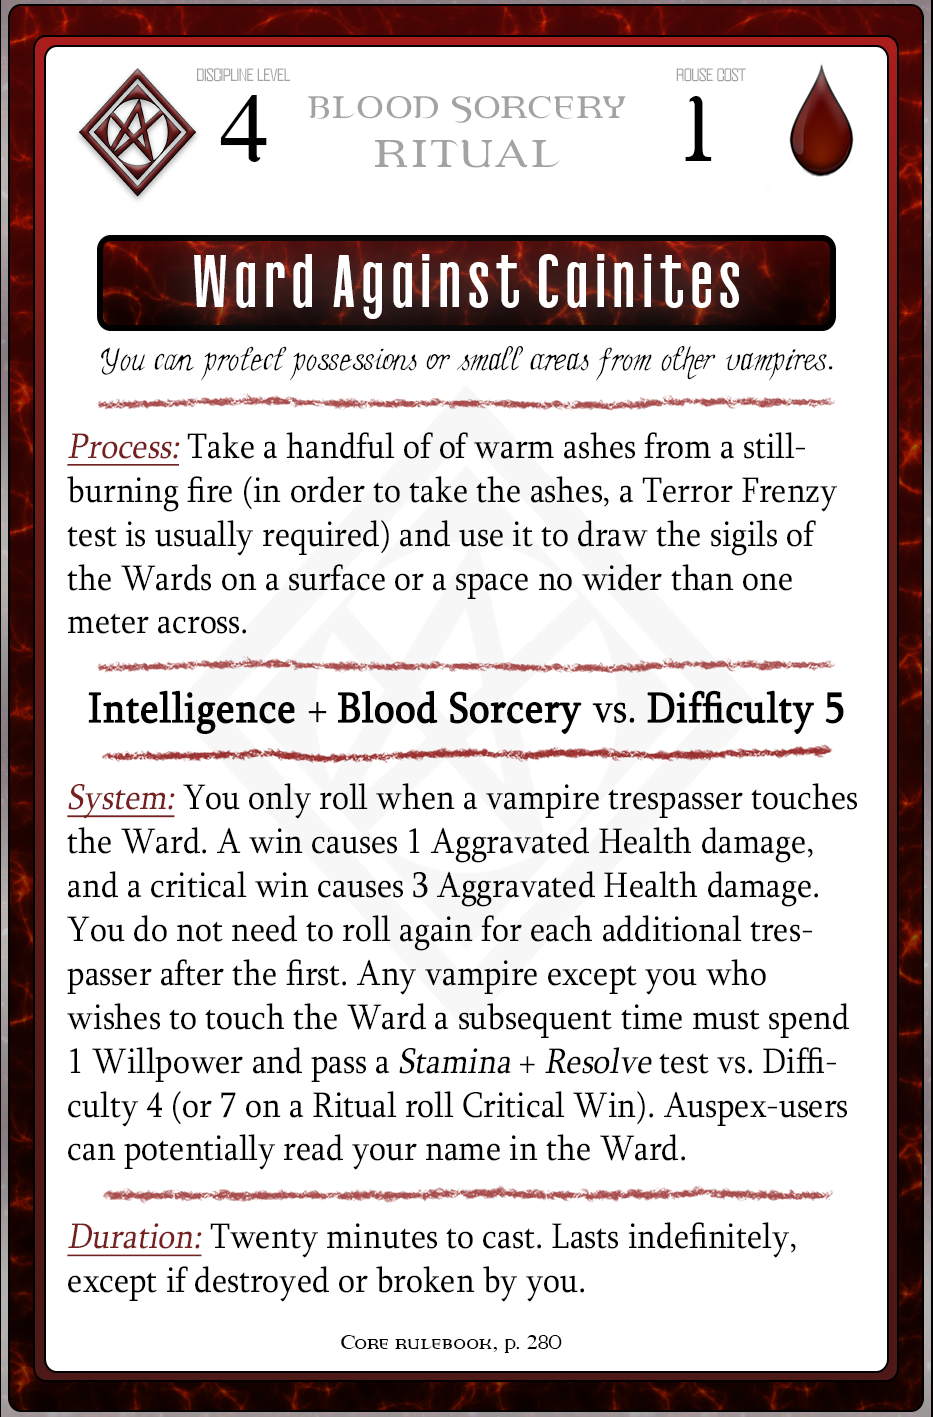 DISCIPLINE LEVEL
4
BLOOD SORCERY
RITUAL
ROUSE COST
1
Ward Against Cainites
You can protect possessions or small areas from other vampires.
Process: Take a handful of of warm ashes from a still-
burning fire (in order to take the ashes, a Terror Frenzy
test is usually required) and use it to draw the sigils of
the Wards on a surface or a space no wider than one
meter across.
Intelligence + Blood Sorcery vs. Difficulty 5
System: You only roll when a vampire trespasser touches
the Ward. A win causes 1 Aggravated Health damage,
and a critical win causes 3 Aggravated Health damage.
You do not need to roll again for each additional tres-
passer after the first. Any vampire except you who
wishes to touch the Ward a subsequent time must spend
1 Willpower and pass a Stamina + Resolve test vs. Diffi-
culty 4 (or 7 on a Ritual roll Critical Win). Auspex-users
can potentially read your name in the Ward.
Duration: Twenty minutes to cast. Lasts indefinitely,
except if destroyed or broken by you.
Core rulebook, p. 280